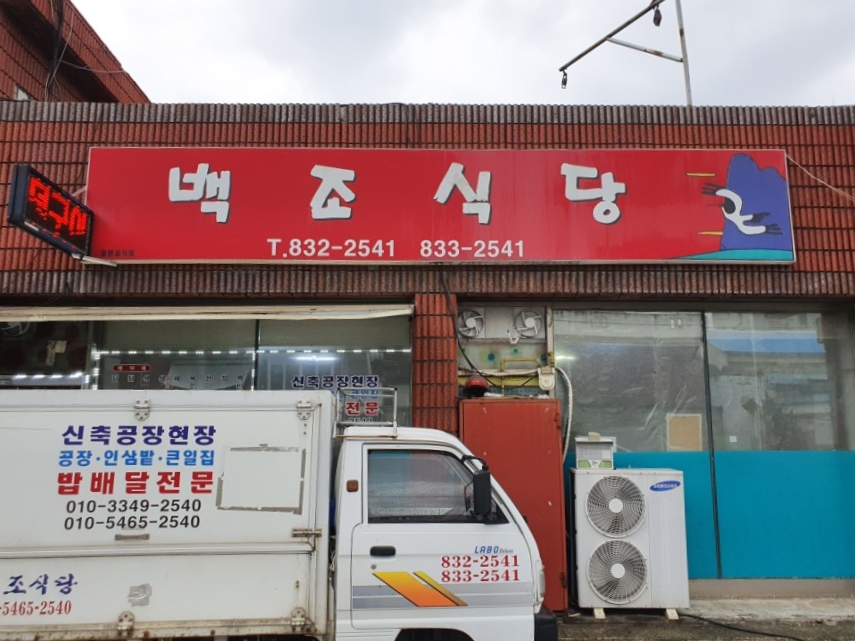 백조식당
T.832-2541 833-2541
신축공장현장
전문
신축공장현장
공장·인삼밭·큰일집
밥배달전문
010-3349-2540
010-5465-2540
조식당
-5465-2540
LABO
832-2541
833-2541
SAMSUNG